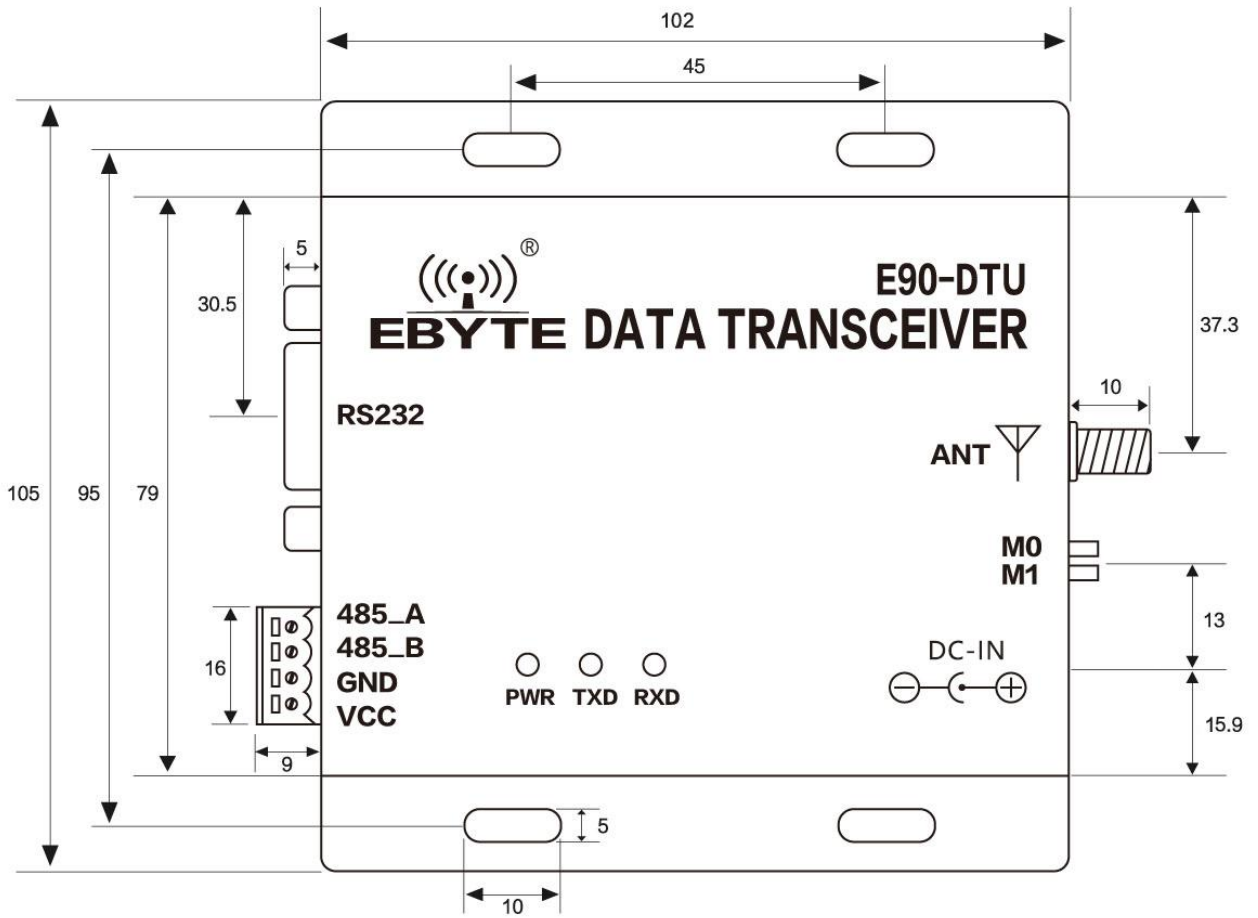 102
45
5
30.5
105
95
79
16
9
10
5
37.3
10
13
15.9
®
EBYTE
E90-DTU
DATA TRANSCEIVER
RS232
ANT
M0
M1
485_A
485_B
GND
VCC
PWR TXD RXD
DC-IN